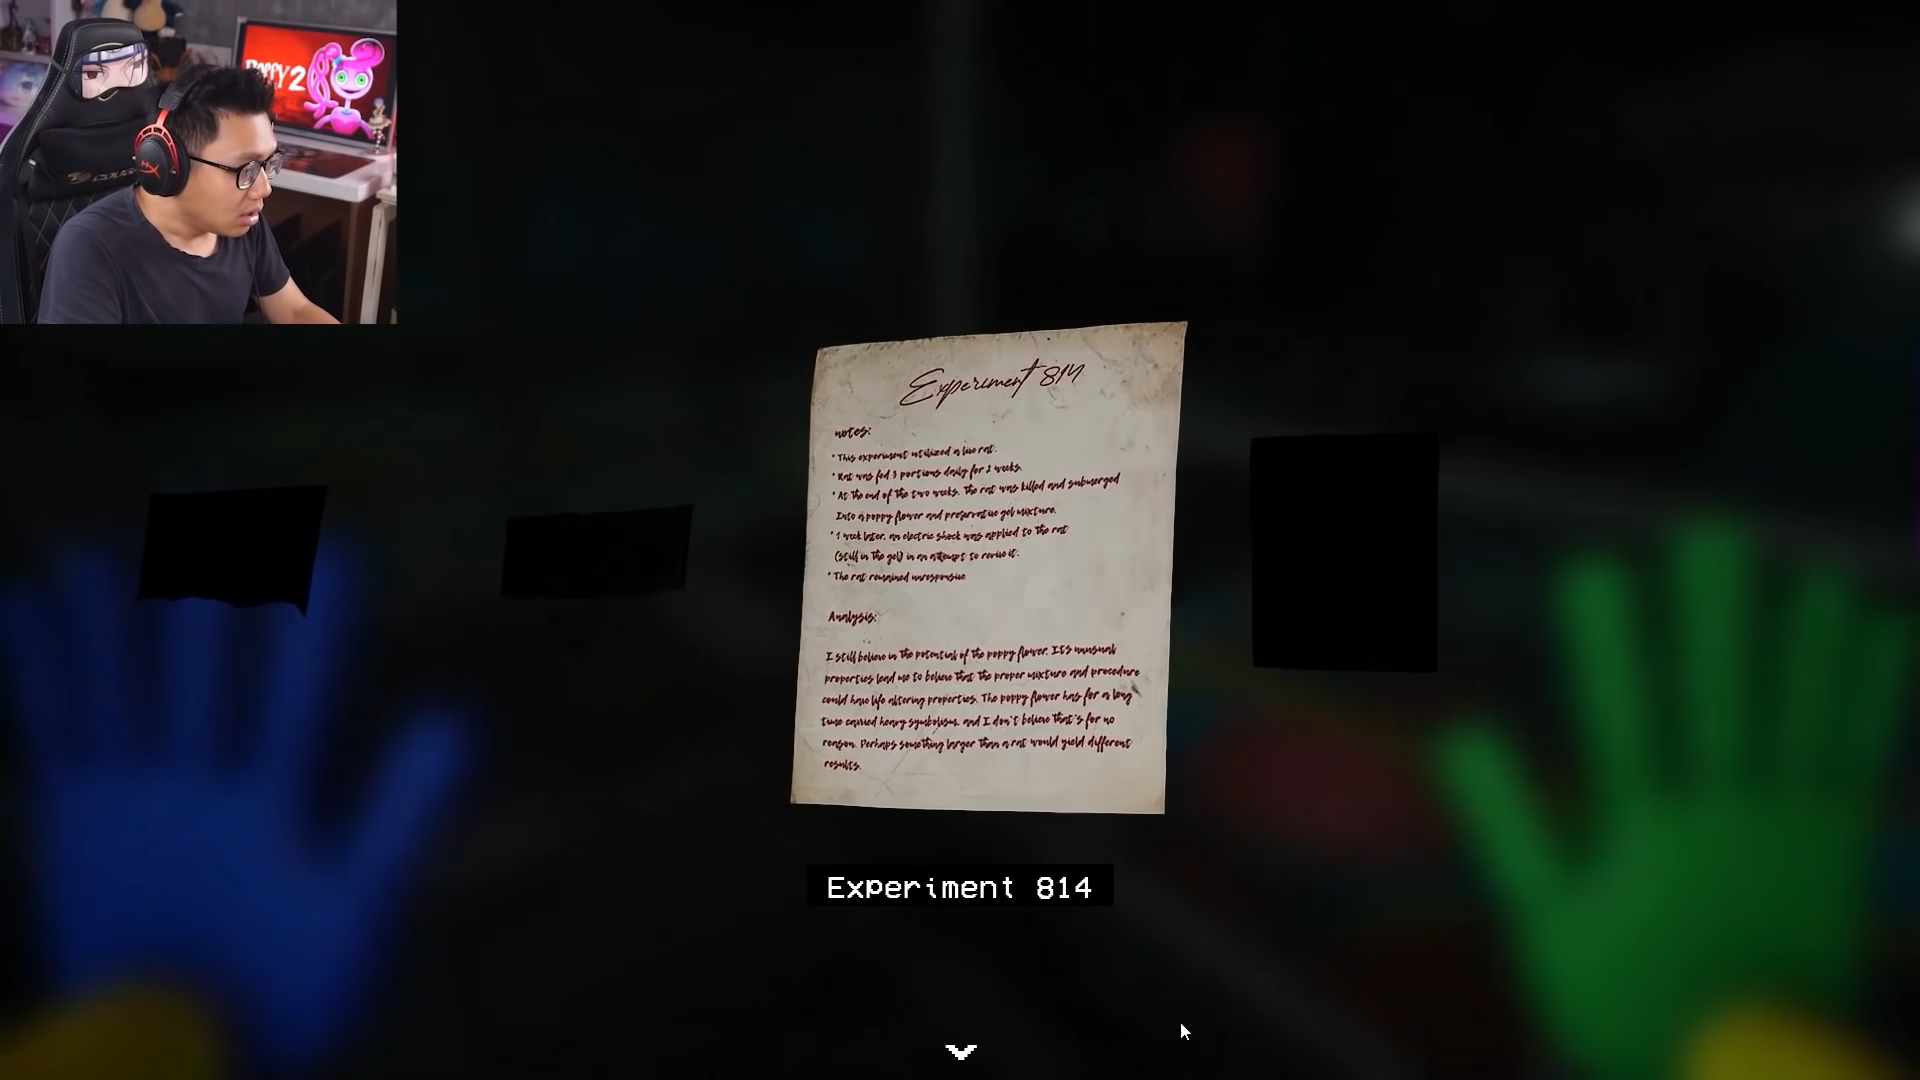 POPPY 2
Experiment 814
notes:
* This experiment utilized a live rat.
* Rat was fed 3 portions daily for 2 weeks.
* At the end of the two weeks, the rat was killed and submerged
Into a poppy flower and preservative gel mixture.
* 1 week later, an electric shock was applied to the rat
(still in the gel) in an attempt to revive it.
* The rat remained unresponsive.
Analysis:
I still believe in the potential of the poppy flower. Its unusual
properties lead me to believe that the proper mixture and procedure
could have life altering properties. The poppy flower has for a long
time carried heavy symbolism, and I don't believe that's for no
reason. Perhaps something larger than a rat would yield different
results.
Experiment 814